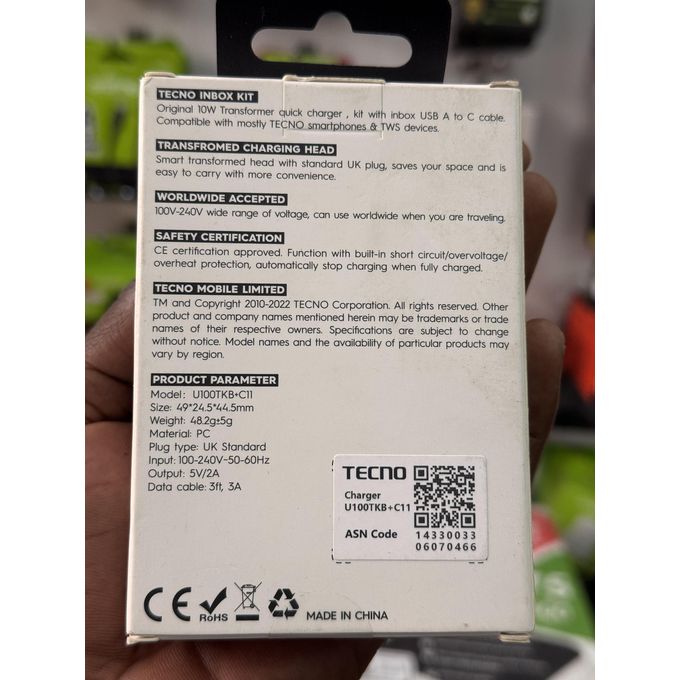 TECNO INBOX KIT
Original 10W Transformer quick charger , kit with inbox USB A to C cable.
Compatible with mostly TECNO smartphones & TWS devices.
TRANSFROMED CHARGING HEAD
Smart transformed head with standard UK plug, saves your space and is
easy to carry with more convenience.
WORLDWIDE ACCEPTED
100V-240V wide range of voltage, can use worldwide when you are traveling.
SAFETY CERTIFICATION
CE certification approved. Function with built-in short circuit/overvoltage/
overheat protection, automatically stop charging when fully charged.
TECNO MOBILE LIMITED
TM and Copyright 2010-2022 TECNO Corporation. All rights reserved. Other
product and company names mentioned herein may be trademarks or trade
names of their respective owners. Specifications are subject to change
without notice. Model names and the availability of particular products may
vary by region.
PRODUCT PARAMETER
Model: U100TKB+C11
Size: 49*24.5*44.5mm
Weight: 48.2g±5g
Material: PC
Plug type: UK Standard
Input: 100-240V~50-60Hz
Output: 5V/2A
Data cable: 3ft, 3A
TECNO
Charger
U100TKB+C11
ASN Code
14330033
06070466
CE
RoHS
MADE IN CHINA